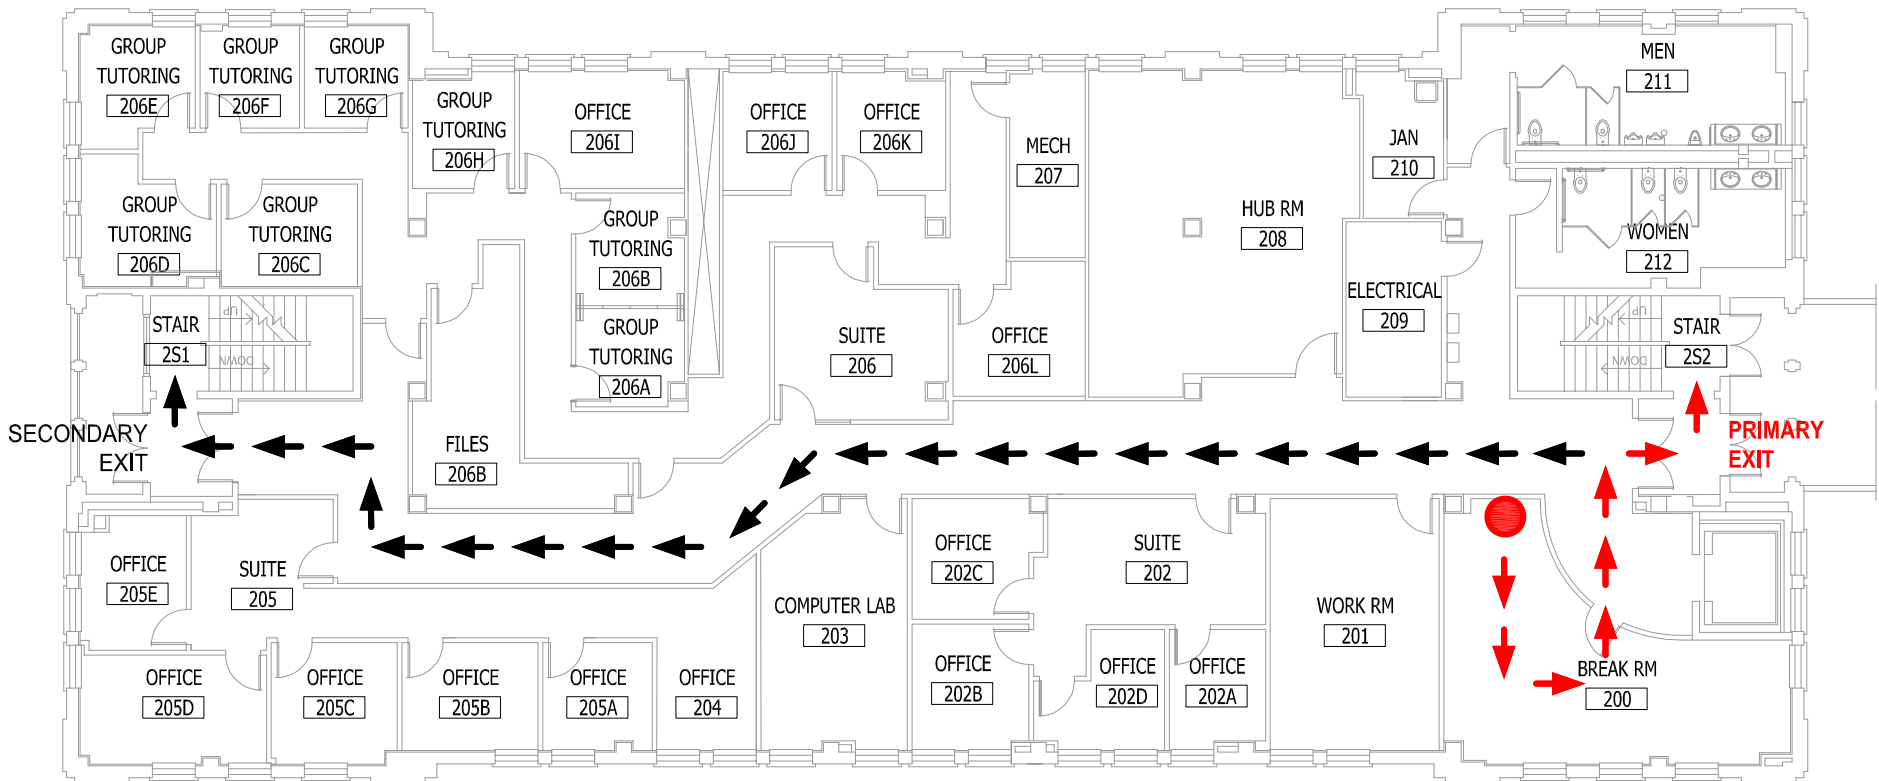 GROUP
TUTORING
206E
GROUP
TUTORING
206F
GROUP
TUTORING
206G
GROUP
TUTORING
206H
OFFICE
206I
OFFICE
206J
OFFICE
206K
MECH
207
HUB RM
208
JAN
210
MEN
211
GROUP
TUTORING
206D
GROUP
TUTORING
206C
GROUP
TUTORING
206B
WOMEN
212
STAIR
2S1
UP
DOWN
GROUP
TUTORING
206A
SUITE
206
OFFICE
206L
ELECTRICAL
209
UP
DOWN
STAIR
2S2
SECONDARY
EXIT
FILES
206B
PRIMARY
EXIT
OFFICE
205E
SUITE
205
COMPUTER LAB
203
OFFICE
202C
SUITE
202
WORK RM
201
OFFICE
205D
OFFICE
205C
OFFICE
205B
OFFICE
205A
OFFICE
204
OFFICE
202B
OFFICE
202D
OFFICE
202A
BREAK RM
200